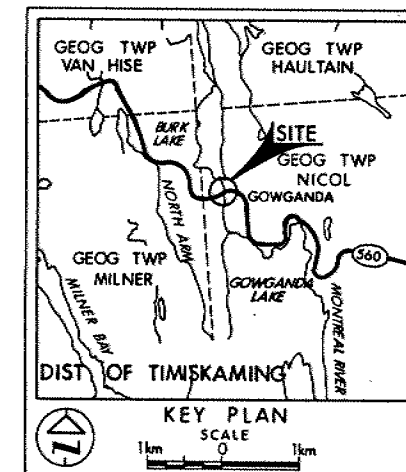 GEOG TWP
VAN HISE
GEOG TWP
HAULTAIN
BURK
LAKE
SITE
GEOG TWP
NICOL
GOWGANDA
NORTH ARM
GEOG TWP
MILNER
GOWGANDA
LAKE
560
MILNER BAY
MONTREAL RIVER
DIST OF TIMISKAMING
KEY PLAN
SCALE
1km 0 1km
N